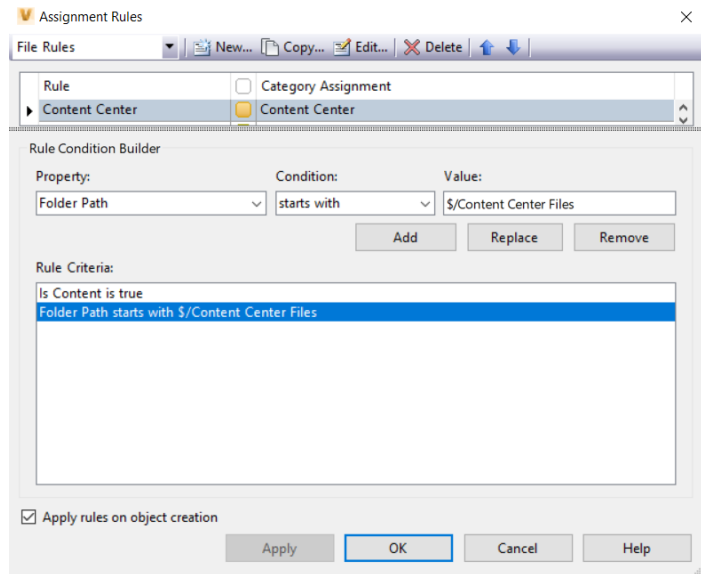 Assignment Rules
File Rules New... Copy... Edit... Delete
Rule Category Assignment
Content Center Content Center
Rule Condition Builder
Property: Condition: Value:
Folder Path starts with $/Content Center Files
Add Replace Remove
Rule Criteria:
Is Content is true
Folder Path starts with $/Content Center Files
Apply rules on object creation
Apply OK Cancel Help